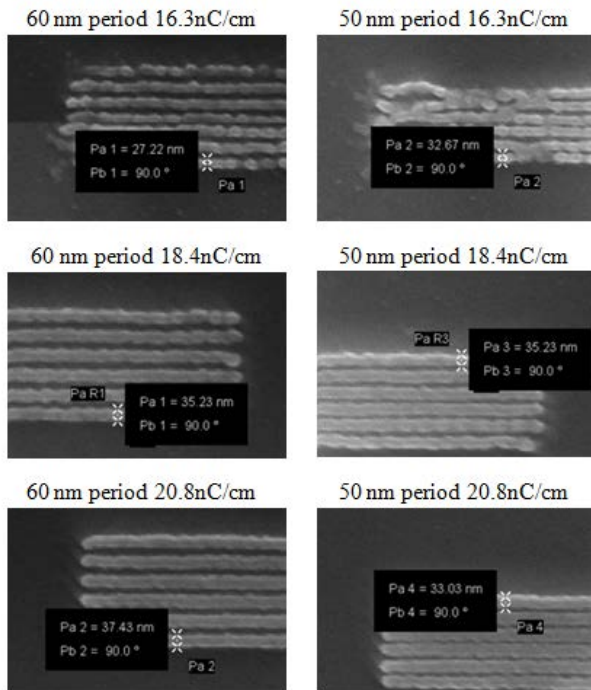 60 nm period 16.3nC/cm
50 nm period 16.3nC/cm
Pa 1 = 27.22 nm
Pb 1 = 90.0 °
Pa 1
Pa 2 = 32.67 nm
Pb 2 = 90.0 °
Pa 2
60 nm period 18.4nC/cm
50 nm period 18.4nC/cm
Pa R1
Pa 1 = 35.23 nm
Pb 1 = 90.0 °
Pa R3
Pa 3 = 35.23 nm
Pb 3 = 90.0 °
60 nm period 20.8nC/cm
50 nm period 20.8nC/cm
Pa 2 = 37.43 nm
Pb 2 = 90.0 °
Pa 2
Pa 4 = 33.03 nm
Pb 4 = 90.0 °
Pa 4